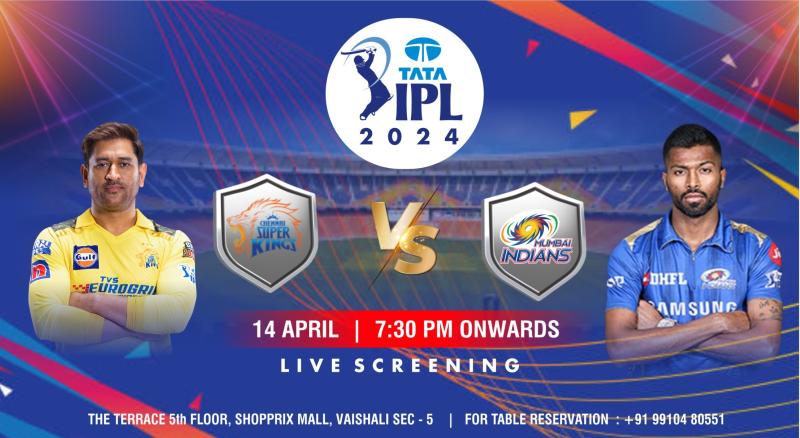 TATA
IPL
2024
CHENNAI
SUPER
KINGS
VS
MUMBAI
INDIANS
Gulf
TVS
EUROGRI
DHFL
SAMSUNG
14 APRIL | 7:30 PM ONWARDS
LIVE SCREENING
THE TERRACE 5th FLOOR, SHOPPRIX MALL, VAISHALI SEC - 5 | FOR TABLE RESERVATION : +91 99104 80551